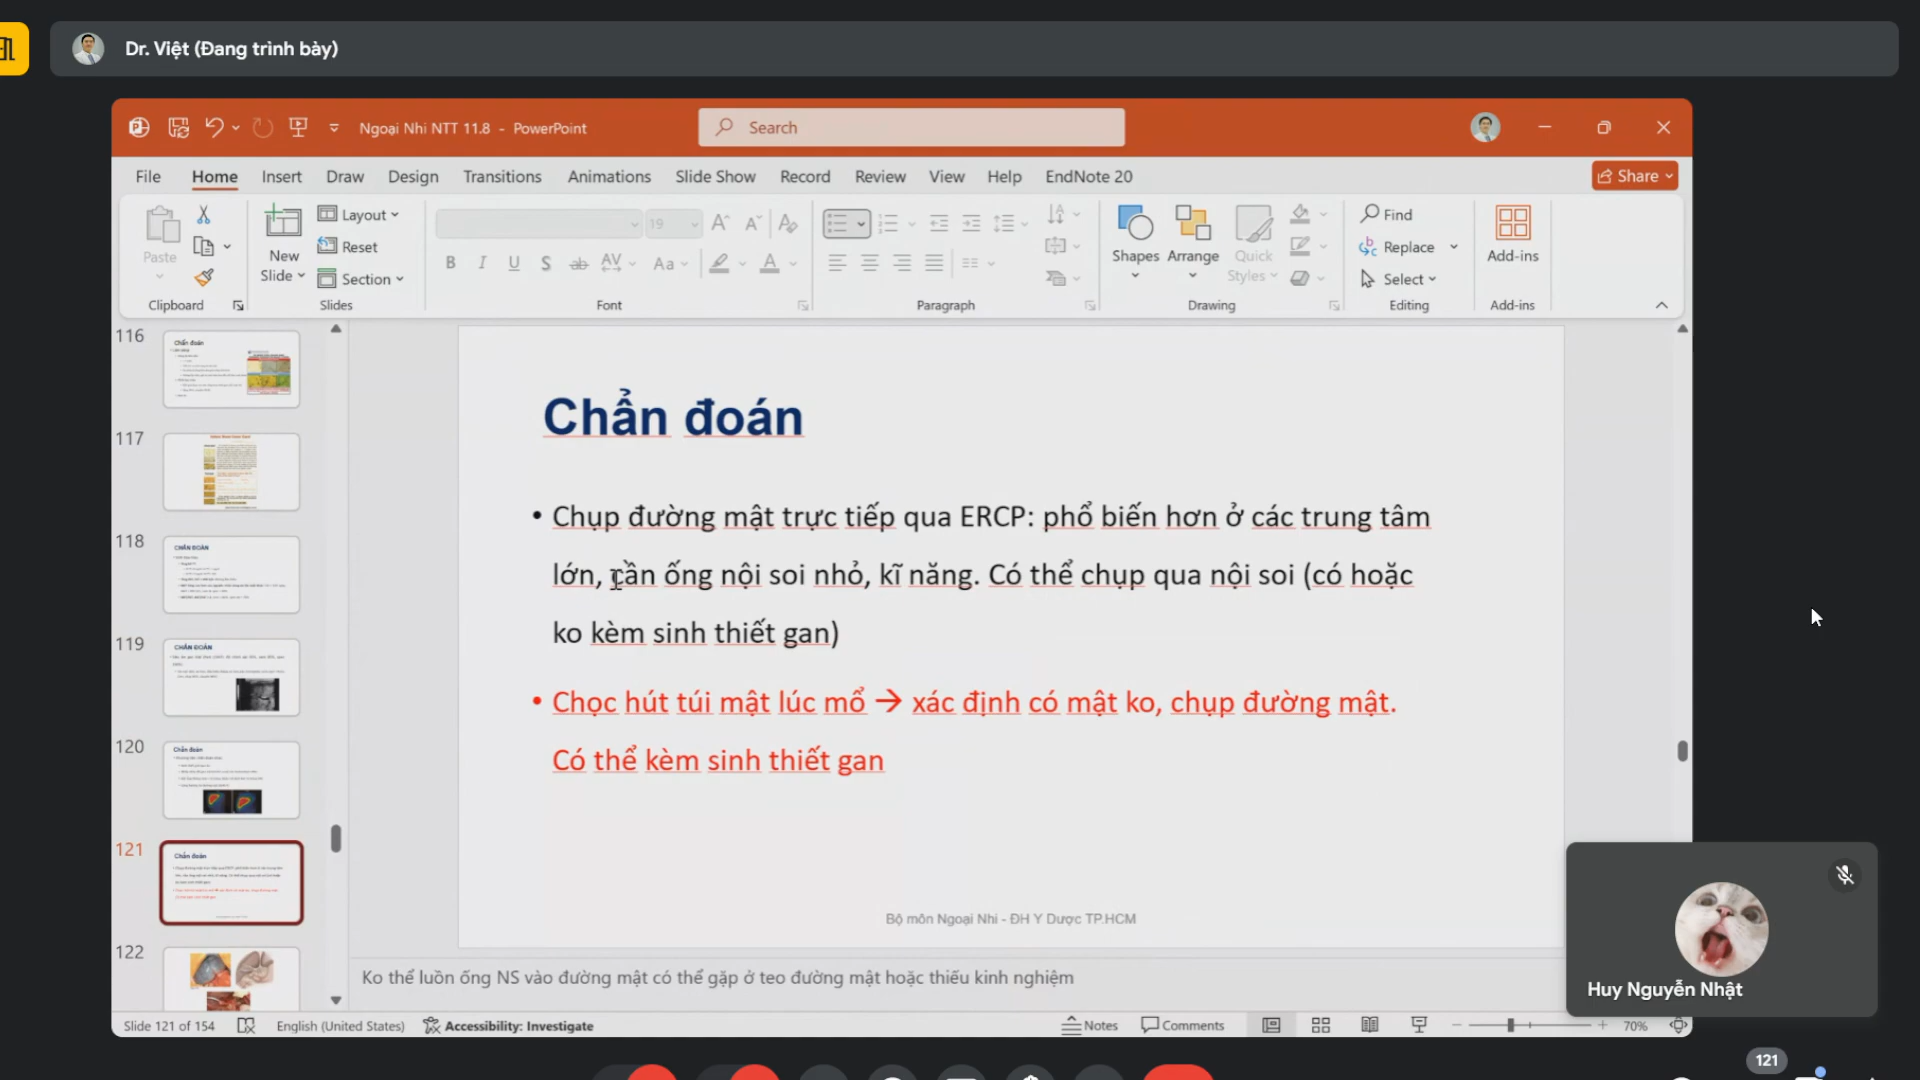 Dr. Việt (Đang trình bày)
Ngoại Nhi NTT 11.8 - PowerPoint
Search
File Home Insert Draw Design Transitions Animations Slide Show Record Review View Help EndNote 20
Share
Paste
New Slide
Layout
Reset
Section
19
B I U S ab AV Aa
A
Shapes
Arrange
Quick Styles
Find
Replace
Select
Add-ins
Clipboard
Slides
Font
Paragraph
Drawing
Editing
Add-ins
116
Chẩn đoán
117
118
CHẨN ĐOÁN
119
CHẨN ĐOÁN
120
Chẩn đoán
121
Chẩn đoán
122
Chẩn đoán
• Chụp đường mật trực tiếp qua ERCP: phổ biến hơn ở các trung tâm
lớn, cần ống nội soi nhỏ, kĩ năng. Có thể chụp qua nội soi (có hoặc
ko kèm sinh thiết gan)
• Chọc hút túi mật lúc mổ → xác định có mật ko, chụp đường mật.
Có thể kèm sinh thiết gan
Bộ môn Ngoại Nhi - ĐH Y Dược TP.HCM
Ko thể luồn ống NS vào đường mật có thể gặp ở teo đường mật hoặc thiếu kinh nghiệm
Huy Nguyễn Nhật
Slide 121 of 154
English (United States)
Accessibility: Investigate
Notes
Comments
70%
121